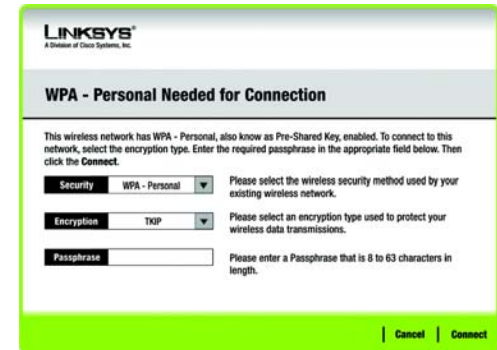 LINKSYS®
A Division of Cisco Systems, Inc.
WPA - Personal Needed for Connection
This wireless network has WPA - Personal, also know as Pre-Shared Key, enabled. To connect to this
network, select the encryption type. Enter the required passphrase in the appropriate field below. Then
click the Connect.
Security WPA - Personal Please select the wireless security method used by your
existing wireless network.
Encryption TKIP Please select an encryption type used to protect your
wireless data transmissions.
Passphrase Please enter a Passphrase that is 8 to 63 characters in
length.
Cancel Connect